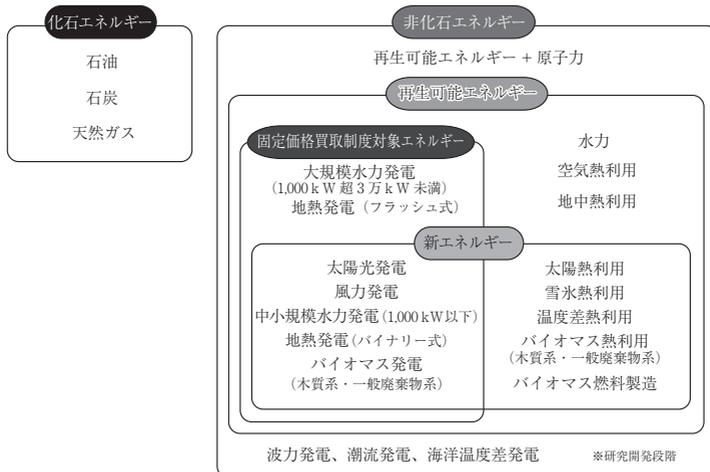 化石エネルギー
石油
石炭
天然ガス
非化石エネルギー
再生可能エネルギー + 原子力
再生可能エネルギー
固定価格買取制度対象エネルギー
大規模水力発電
(1,000ｋＷ超３万ｋＷ未満)
地熱発電（フラッシュ式）
水力
空気熱利用
地中熱利用
新エネルギー
太陽光発電
風力発電
中小規模水力発電(1,000ｋＷ以下)
地熱発電(バイナリー式)
バイオマス発電
(木質系・一般廃棄物系)
太陽熱利用
雪氷熱利用
温度差熱利用
バイオマス熱利用
(木質系・一般廃棄物系)
バイオマス燃料製造
波力発電、潮流発電、海洋温度差発電
※研究開発段階